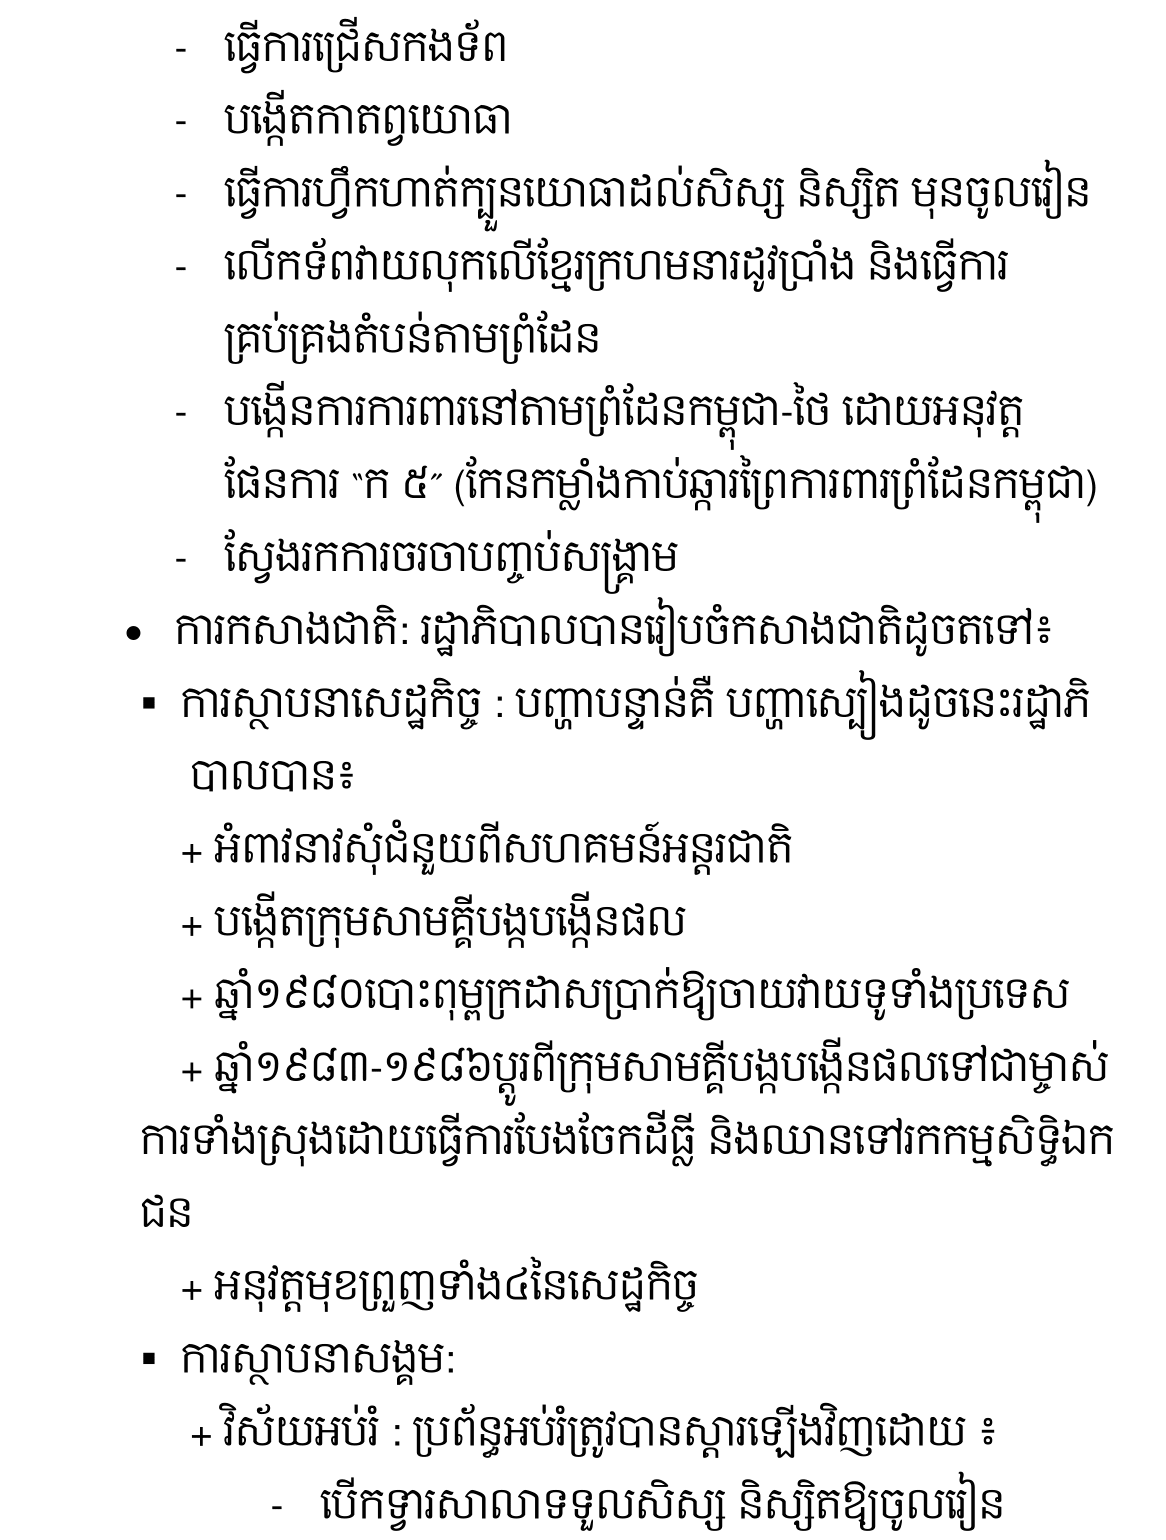 - ធ្វើការជ្រើសកងទ័ព
- បង្កើតកាតព្វយោធា
- ធ្វើការហ្វឹកហាត់ក្បួនយោធាដល់សិស្ស និស្សិត មុនចូលរៀន
- លើកទ័ពវាយលុកលើខ្មែរក្រហមនារដូវប្រាំង និងធ្វើការ
គ្រប់គ្រងតំបន់តាមព្រំដែន
- បង្កើនការការពារនៅតាមព្រំដែនកម្ពុជា-ថៃ ដោយអនុវត្ត
ផែនការ “ក ៥” (កែនកម្លាំងកាប់ឆ្ការព្រៃការពារព្រំដែនកម្ពុជា)
- ស្វែងរកការចរចាបញ្ចប់សង្គ្រាម
• ការកសាងជាតិ: រដ្ឋាភិបាលបានរៀបចំកសាងជាតិដូចតទៅ៖
▪ ការស្ថាបនាសេដ្ឋកិច្ច : បញ្ហាបន្ទាន់គឺ បញ្ហាស្បៀងដូចនេះរដ្ឋាភិ
បាលបាន៖
+ អំពាវនាវសុំជំនួយពីសហគមន៍អន្តរជាតិ
+ បង្កើតក្រុមសាមគ្គីបង្កបង្កើនផល
+ ឆ្នាំ១៩៨០បោះពុម្ពក្រដាសប្រាក់ឱ្យចាយវាយទូទាំងប្រទេស
+ ឆ្នាំ១៩៨៣-១៩៨៦ប្តូរពីក្រុមសាមគ្គីបង្កបង្កើនផលទៅជាម្ចាស់
ការទាំងស្រុងដោយធ្វើការបែងចែកដីធ្លី និងឈានទៅរកកម្មសិទ្ធិឯក
ជន
+ អនុវត្តមុខព្រួញទាំង៤នៃសេដ្ឋកិច្ច
▪ ការស្ថាបនាសង្គម:
+ វិស័យអប់រំ : ប្រព័ន្ធអប់រំត្រូវបានស្តារឡើងវិញដោយ ៖
- បើកទ្វារសាលាទទួលសិស្ស និស្សិតឱ្យចូលរៀន